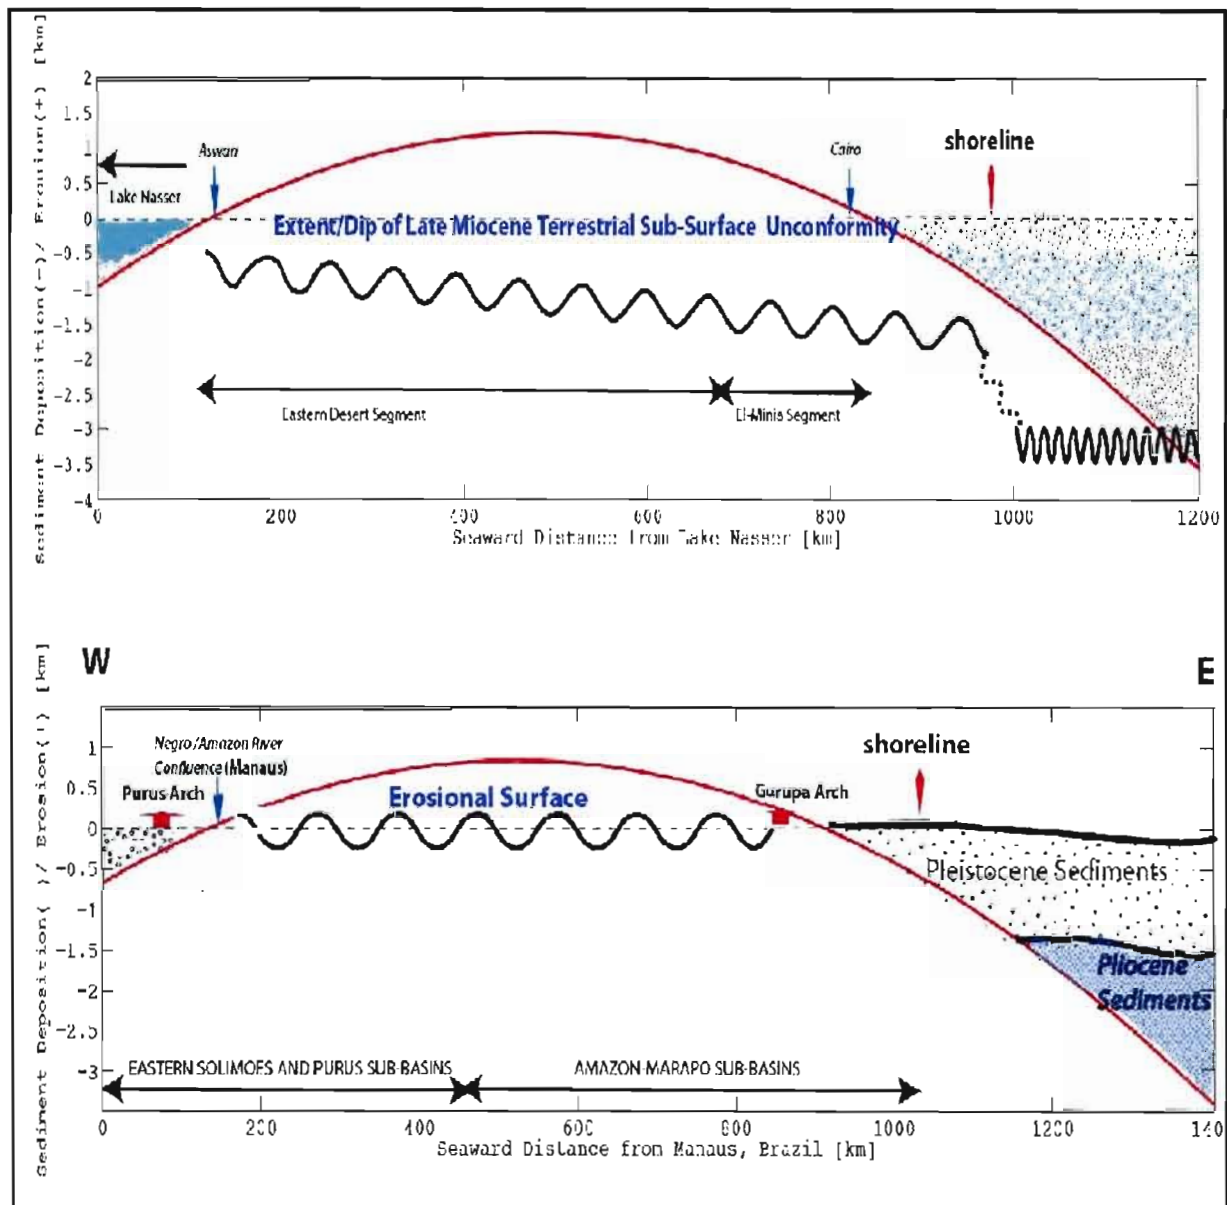 Sediment Deposition(-)/ Erosion(+) [km]
2
1.5
1
0.5
0
-0.5
-1
-1.5
-2
-2.5
-3
-3.5
-4
Aswan
Cairo
shoreline
Lake Nasser
Extent/Dip of Late Miocene Terrestrial Sub-Surface Unconformity
Eastern Desert Segment
El-Minia Segment
0
200
400
600
800
1000
1200
Seaward Distance from Lake Nasser [km]
W
E
Sediment Deposition( )/ Erosion( ) [km]
1
0.5
0
-0.5
-1
-1.5
-2
-2.5
-3
Negro/Amazon River
Confluence (Manaus)
Purus Arch
Erosional Surface
Gurupa Arch
shoreline
Pleistocene Sediments
Pliocene
Sediments
EASTERN SOLIMOES AND PURUS SUB-BASINS
AMAZON-MARAPO SUB-BASINS
0
200
400
600
800
1000
1200
140
Seaward Distance from Manaus, Brazil [km]